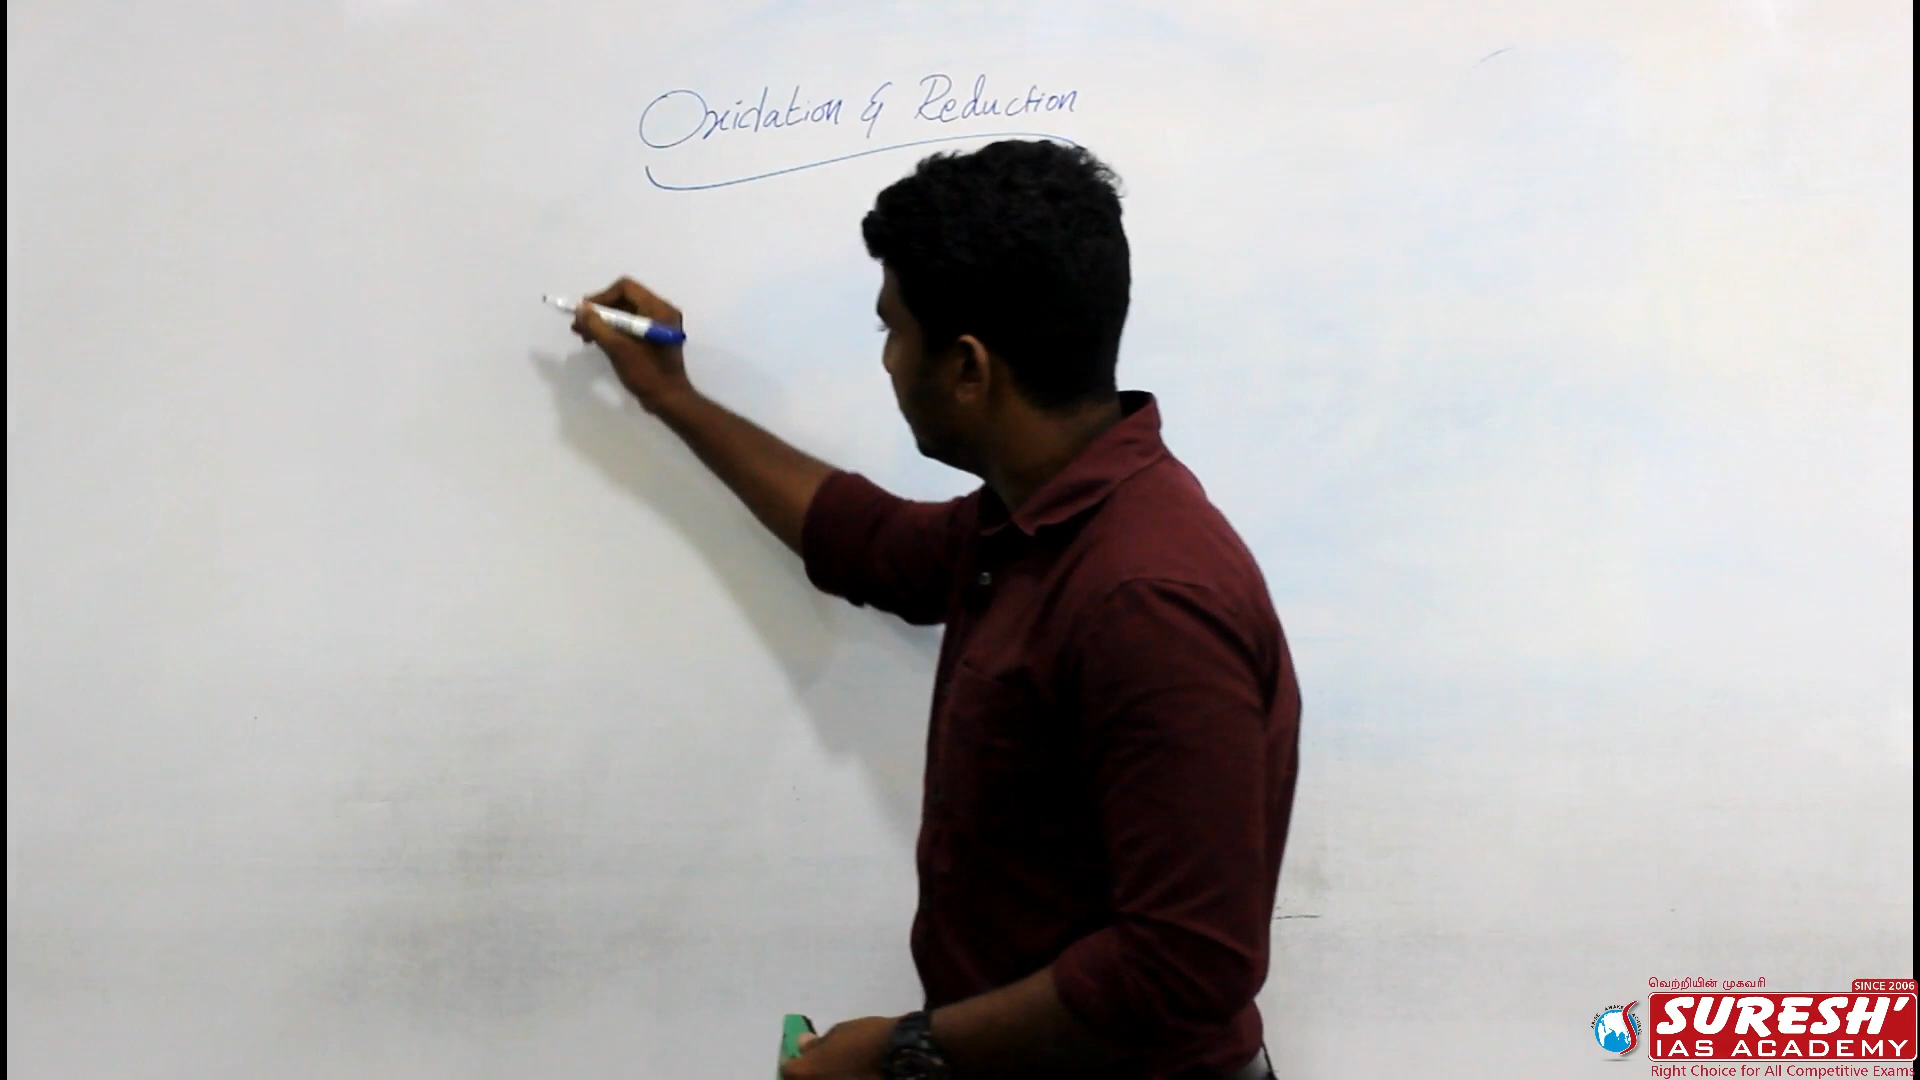 Oxidation & Reduction
வெற்றியின் முகவரி
SINCE 2006
SURESH'
IAS ACADEMY
Right Choice for All Competitive Exams